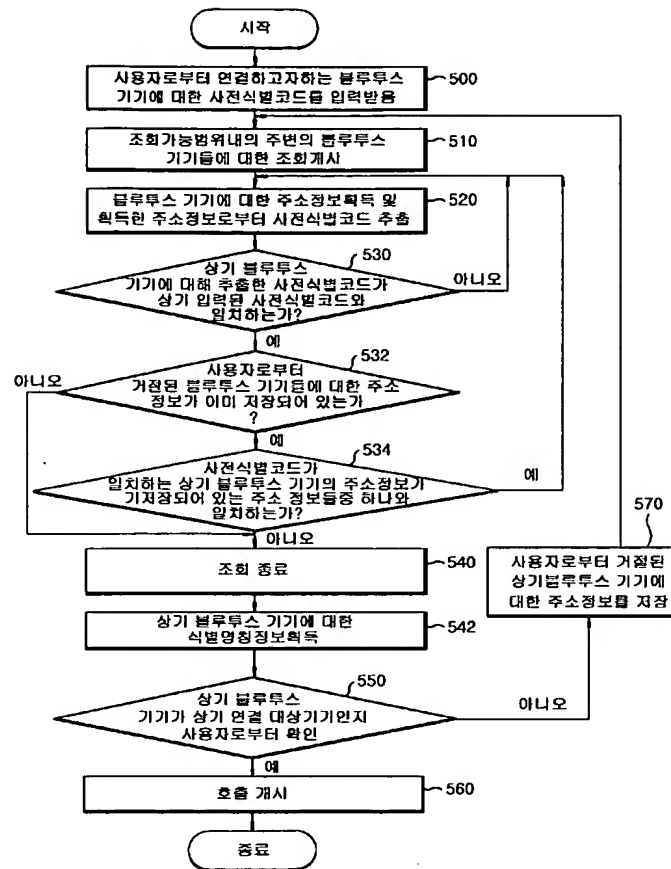 시작
사용자로부터 연결하고자하는 블루투스
기기에 대한 사전식별코드를 입력받음
500
조회가능범위내의 주변의 블루투스
기기들에 대한 조회개시
510
블루투스 기기에 대한 주소정보획득 및
획득한 주소정보로부터 사전식별코드 추출
520
상기 블루투스
기기에 대해 추출한 사전식별코드가
상기 입력된 사전식별코드와
일치하는가?
530
아니오
예
사용자로부터
거절된 블루투스 기기들에 대한 주소
정보가 이미 저장되어 있는가
?
532
아니오
예
사전식별코드가
일치하는 상기 블루투스 기기의 주소정보가
기저장되어 있는 주소 정보들중 하나와
일치하는가?
534
예
아니오
조회 종료
540
상기 블루투스 기기에 대한
식별명칭정보획득
542
상기 블루투스
기기가 상기 연결 대상기기인지
사용자로부터 확인
550
아니오
예
사용자로부터 거절된
상기블루투스 기기에
대한 주소정보를 저장
570
호출 개시
560
종료